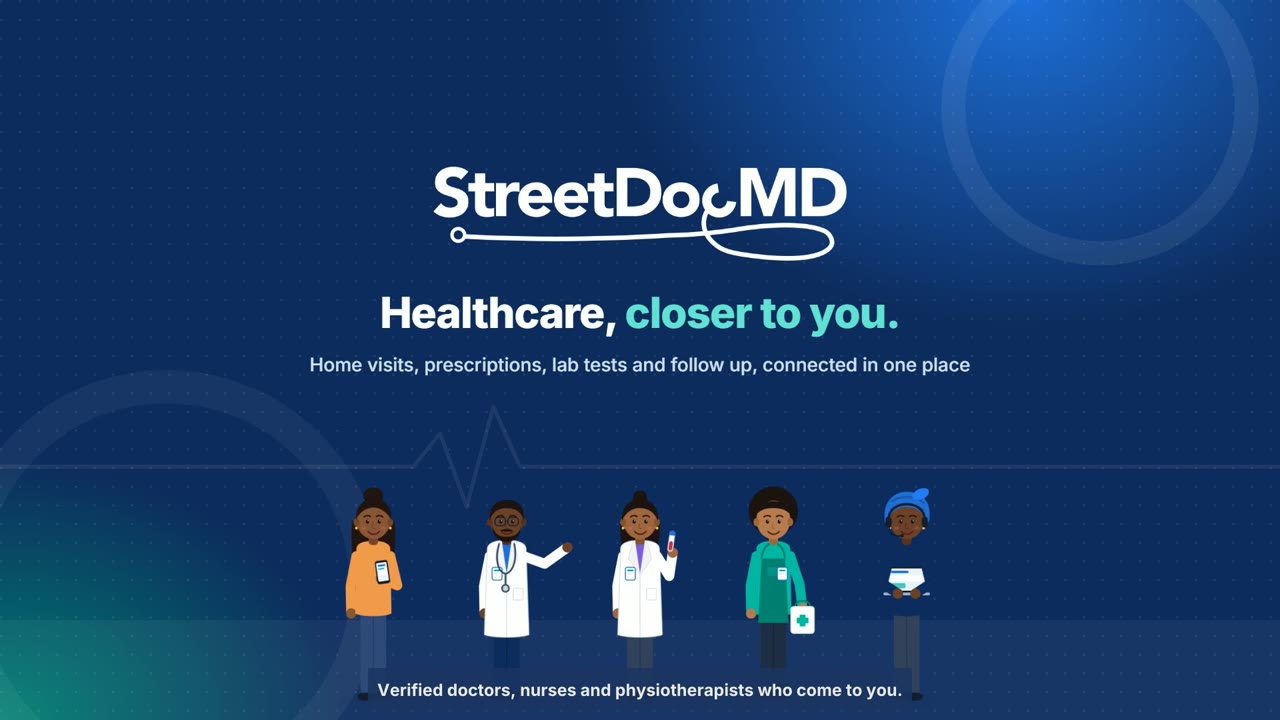 StreetDocMD
Healthcare, closer to you.
Home visits, prescriptions, lab tests and follow up, connected in one place
Verified doctors, nurses and physiotherapists who come to you.